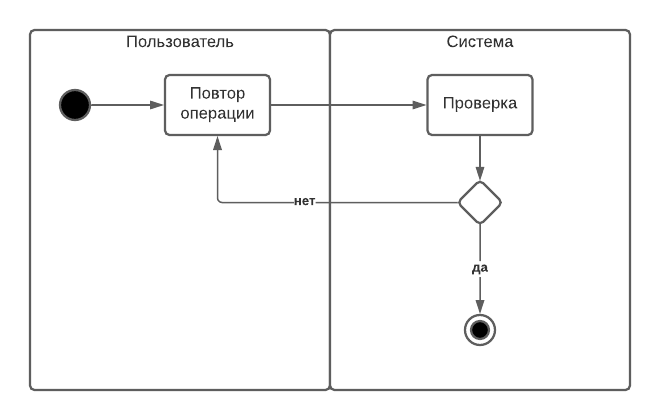 Пользователь
Система
Повтор
операции
Проверка
нет
да